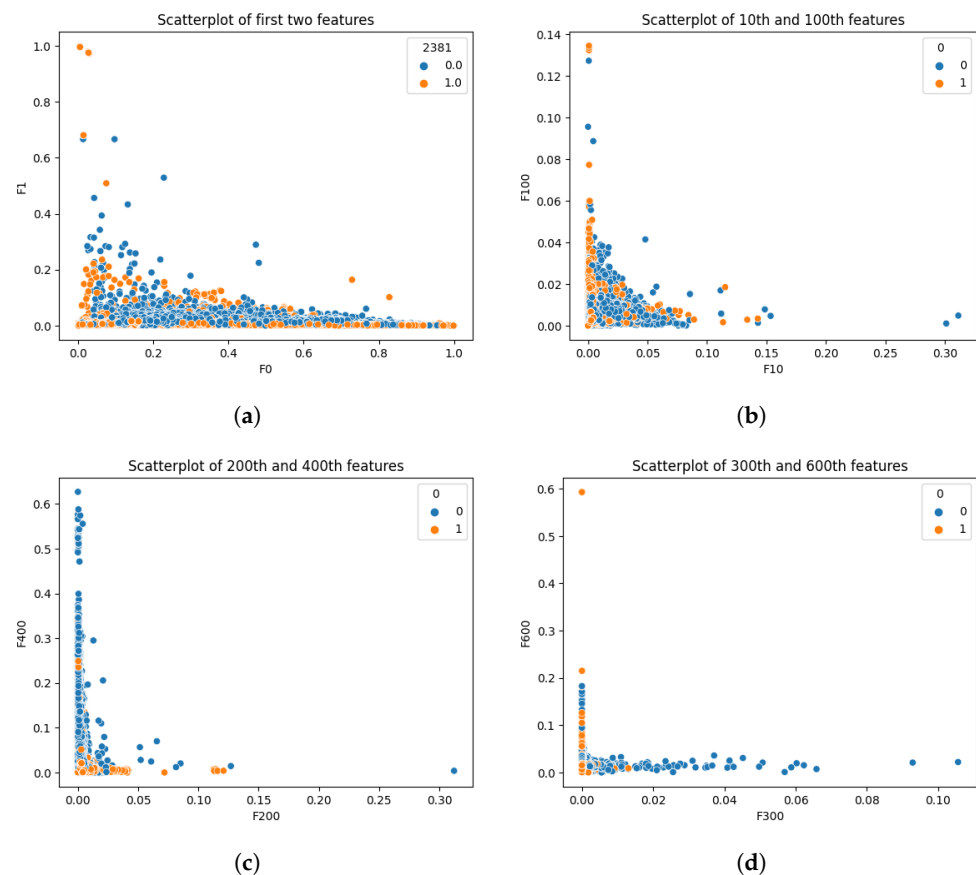 Scatterplot of first two features
2381
0.0
1.0
1.0
0.8
0.6
0.4
0.2
0.0
F1
0.0 0.2 0.4 0.6 0.8 1.0
F0
(a)
Scatterplot of 10th and 100th features
0
0
1
0.14
0.12
0.10
0.08
0.06
0.04
0.02
0.00
F100
0.00 0.05 0.10 0.15 0.20 0.25 0.30
F10
(b)
Scatterplot of 200th and 400th features
0
0
1
0.6
0.5
0.4
0.3
0.2
0.1
0.0
F400
0.00 0.05 0.10 0.15 0.20 0.25 0.30
F200
(c)
Scatterplot of 300th and 600th features
0
0
1
0.6
0.5
0.4
0.3
0.2
0.1
0.0
F600
0.00 0.02 0.04 0.06 0.08 0.10
F300
(d)